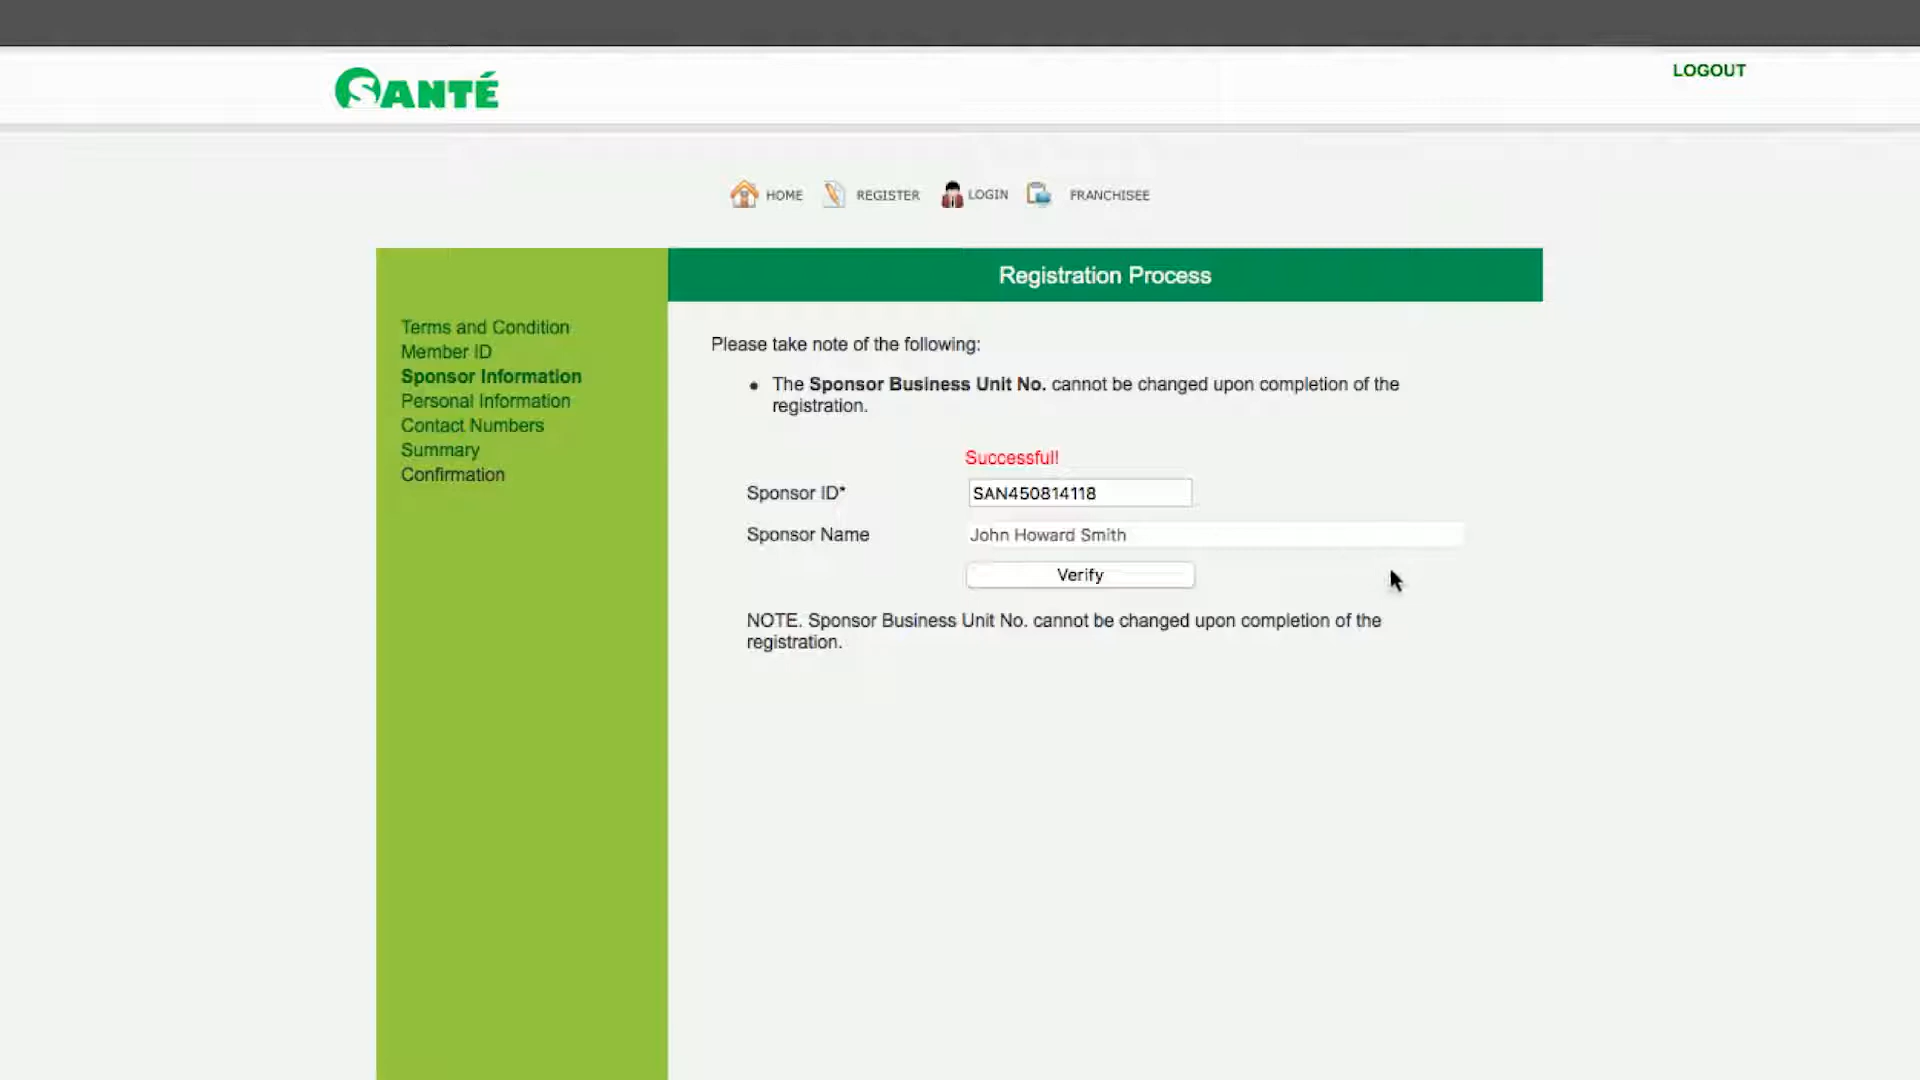 SANTÉ
LOGOUT
HOME REGISTER LOGIN FRANCHISEE
Registration Process
Terms and Condition
Member ID
Sponsor Information
Personal Information
Contact Numbers
Summary
Confirmation
Please take note of the following:
• The Sponsor Business Unit No. cannot be changed upon completion of the
registration.
Successful!
Sponsor ID* SAN450814118
Sponsor Name John Howard Smith
Verify
NOTE. Sponsor Business Unit No. cannot be changed upon completion of the
registration.